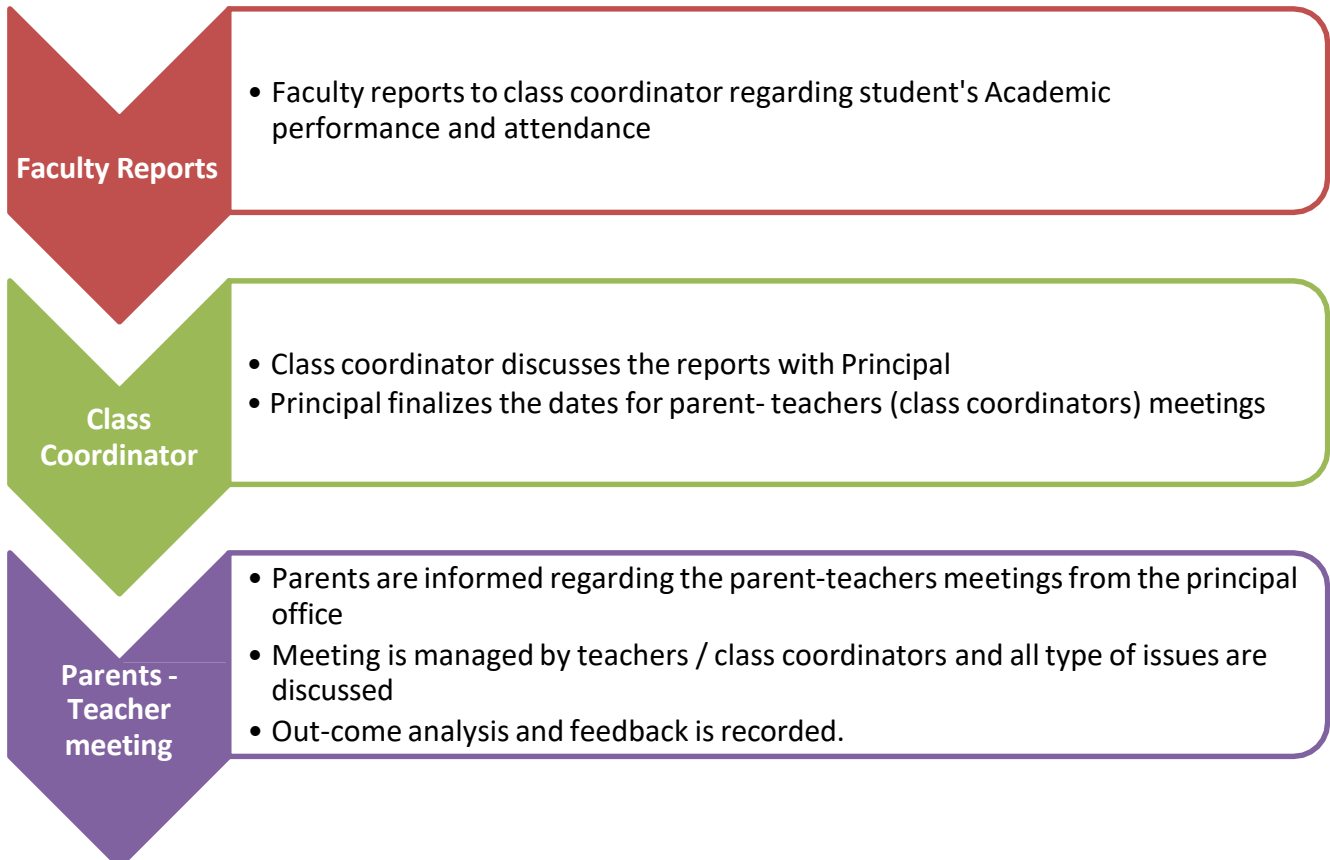 Faculty Reports
• Faculty reports to class coordinator regarding student's Academic
performance and attendance
Class
Coordinator
• Class coordinator discusses the reports with Principal
• Principal finalizes the dates for parent- teachers (class coordinators) meetings
Parents -
Teacher
meeting
• Parents are informed regarding the parent-teachers meetings from the principal
office
• Meeting is managed by teachers / class coordinators and all type of issues are
discussed
• Out-come analysis and feedback is recorded.